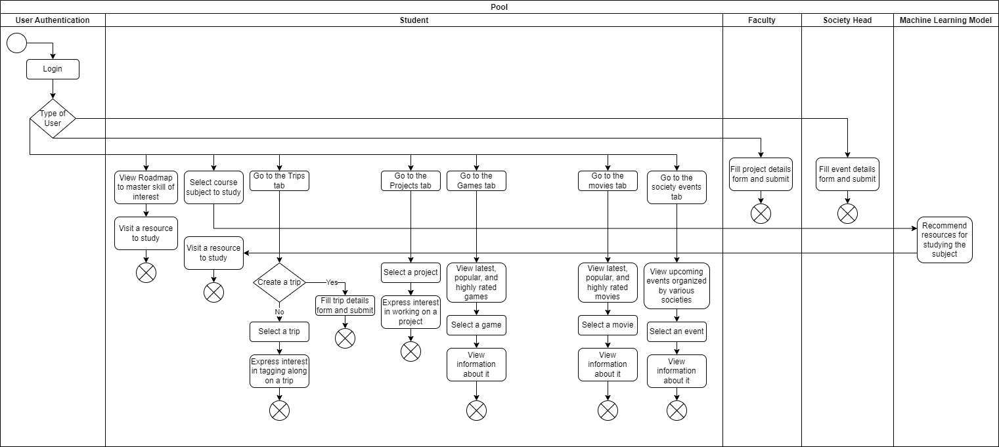 Pool
User Authentication
Student
Faculty
Society Head
Machine Learning Model
Login
Type of
User
View Roadmap
to master skill of
interest
Select course
subject to study
Go to the Trips
tab
Go to the
Projects tab
Go to the
Games tab
Go to the
movies tab
Go to the
society events
tab
Fill project details
form and submit
Fill event details
form and submit
Visit a resource
to study
Recommend
resources for
studying the
subject
Visit a resource
to study
Create a trip
Yes
No
Fill trip details
form and submit
Select a trip
Express interest
in tagging along
on a trip
Select a project
Express interest
in working on a
project
View latest,
popular, and
highly rated
games
Select a game
View
information
about it
View latest,
popular, and
highly rated
movies
Select a movie
View
information
about it
View upcoming
events organized
by various
societies
Select an event
View
information
about it